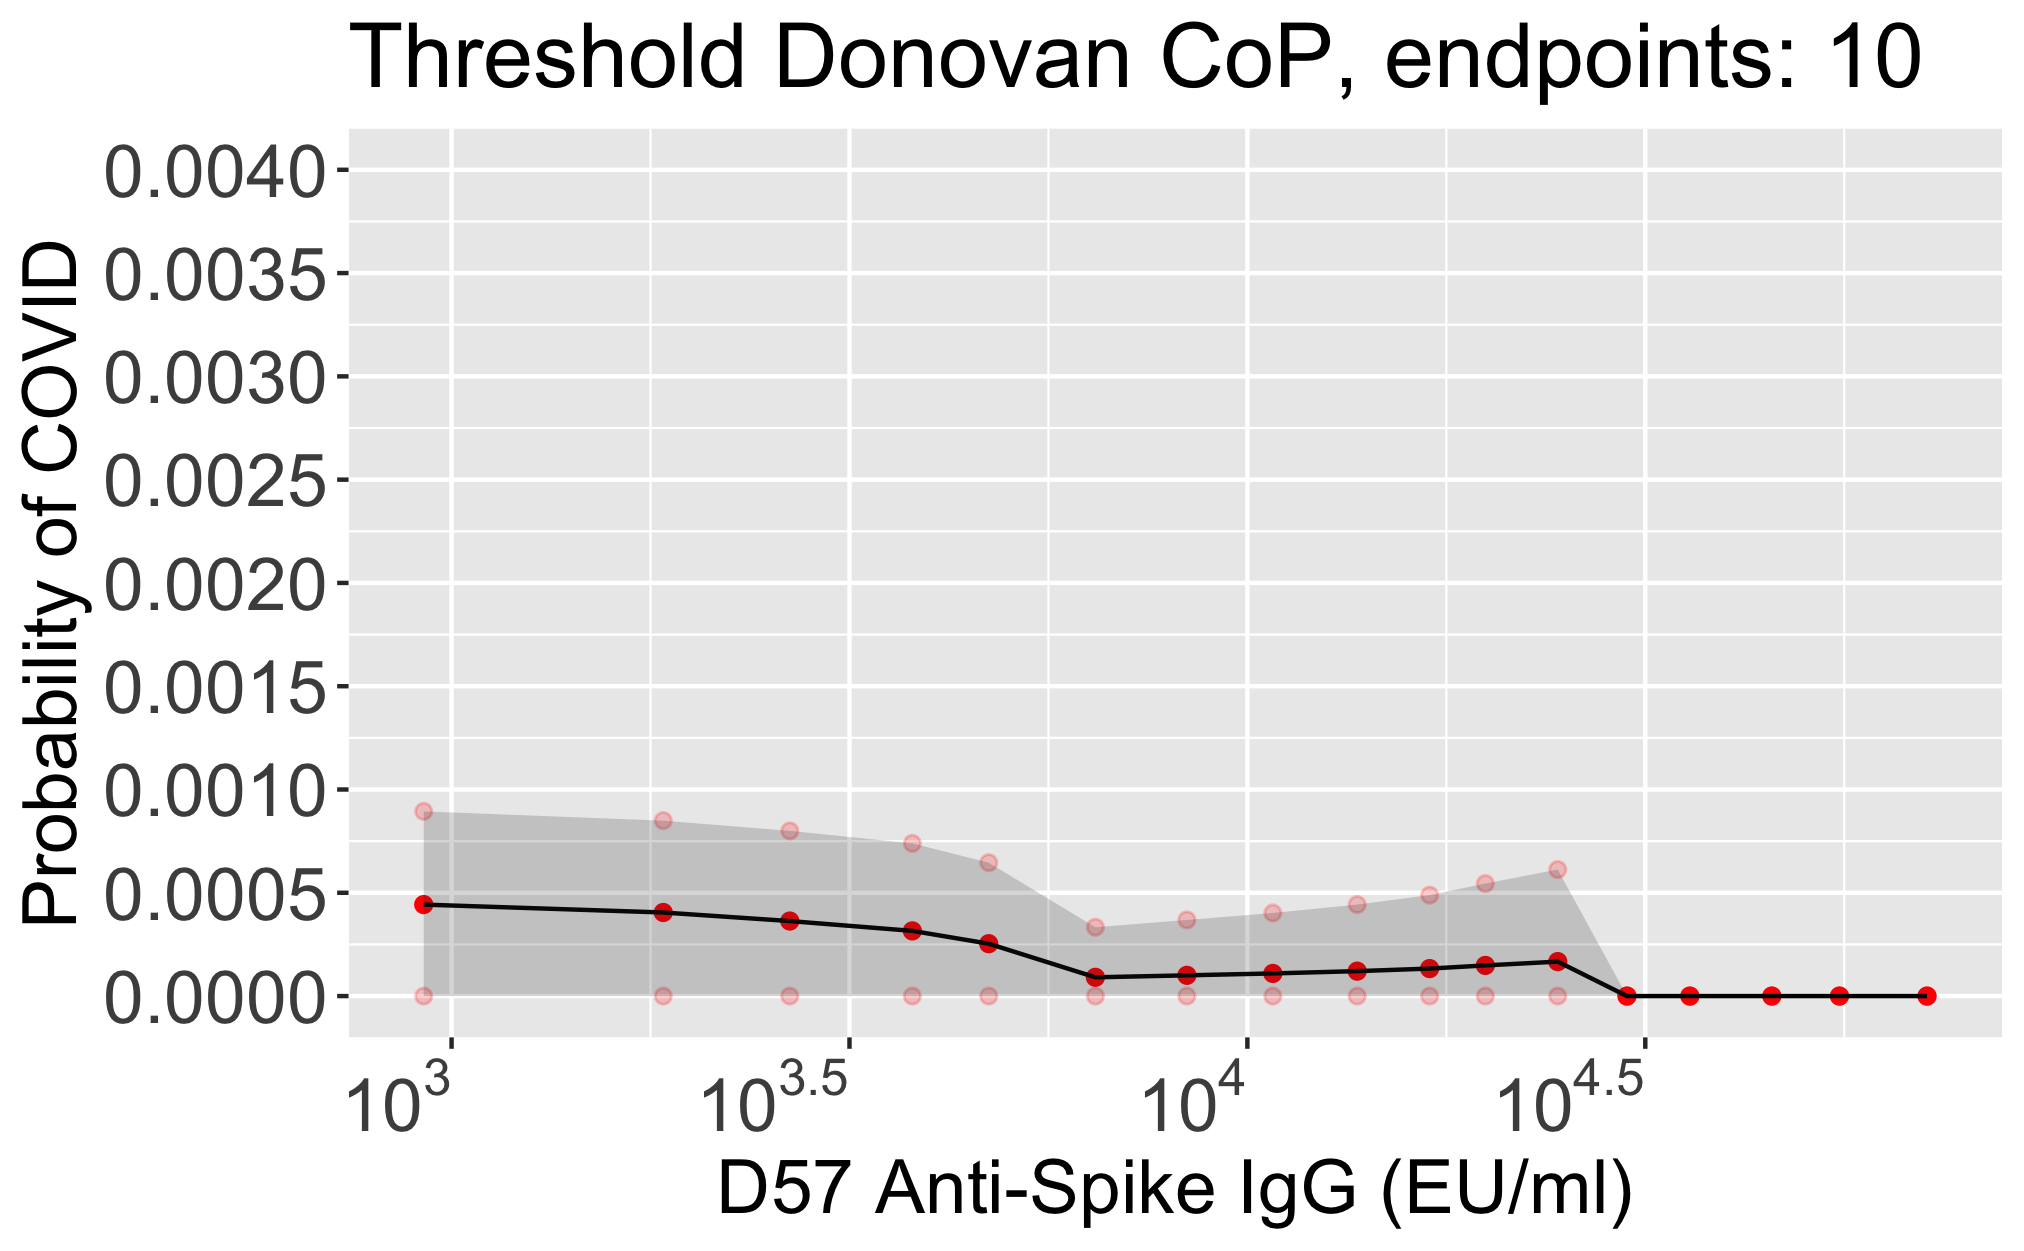 Threshold Donovan CoP, endpoints: 10
Probability of COVID
0.0040
0.0035
0.0030
0.0025
0.0020
0.0015
0.0010
0.0005
0.0000
10^3 10^3.5 10^4 10^4.5
D57 Anti-Spike IgG (EU/ml)